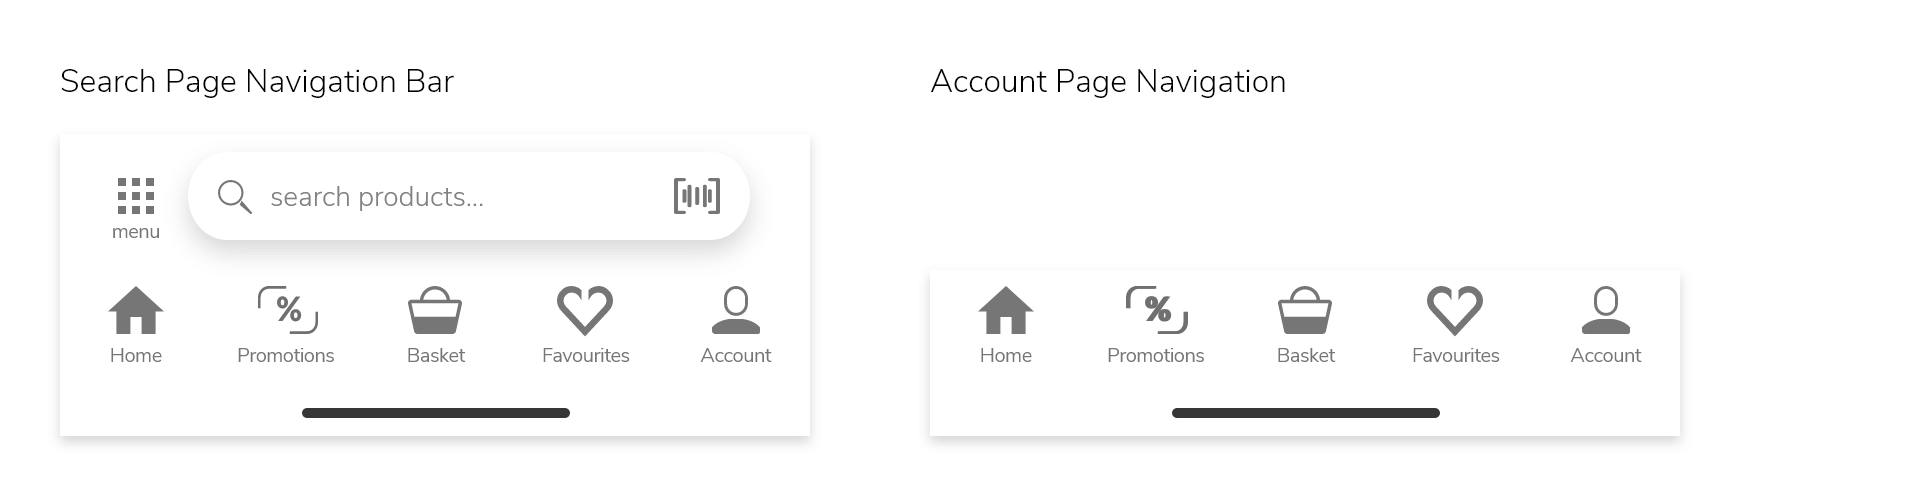 Search Page Navigation Bar
menu
search products...
Home
%
Promotions
Basket
Favourites
Account
Account Page Navigation
Home
%
Promotions
Basket
Favourites
Account